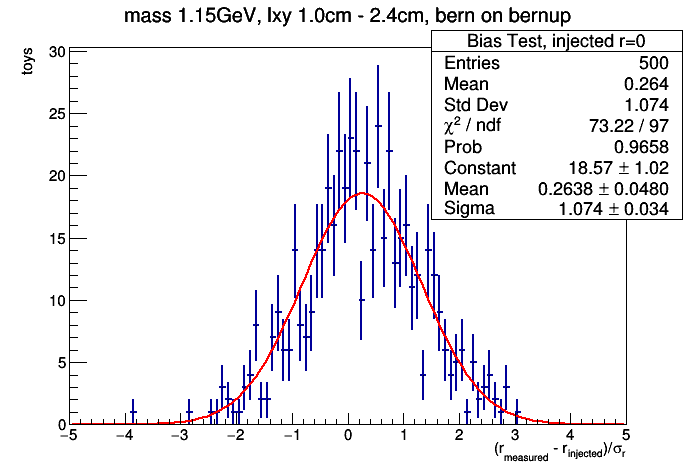 mass 1.15GeV, lxy 1.0cm - 2.4cm, bern on bernup
Bias Test, injected r=0
Entries 500
Mean 0.264
Std Dev 1.074
χ² / ndf 73.22 / 97
Prob 0.9658
Constant 18.57 ± 1.02
Mean 0.2638 ± 0.0480
Sigma 1.074 ± 0.034
toys
30
25
20
15
10
5
0
−5 −4 −3 −2 −1 0 1 2 3 4 5
(r_measured - r_injected)/σ_r